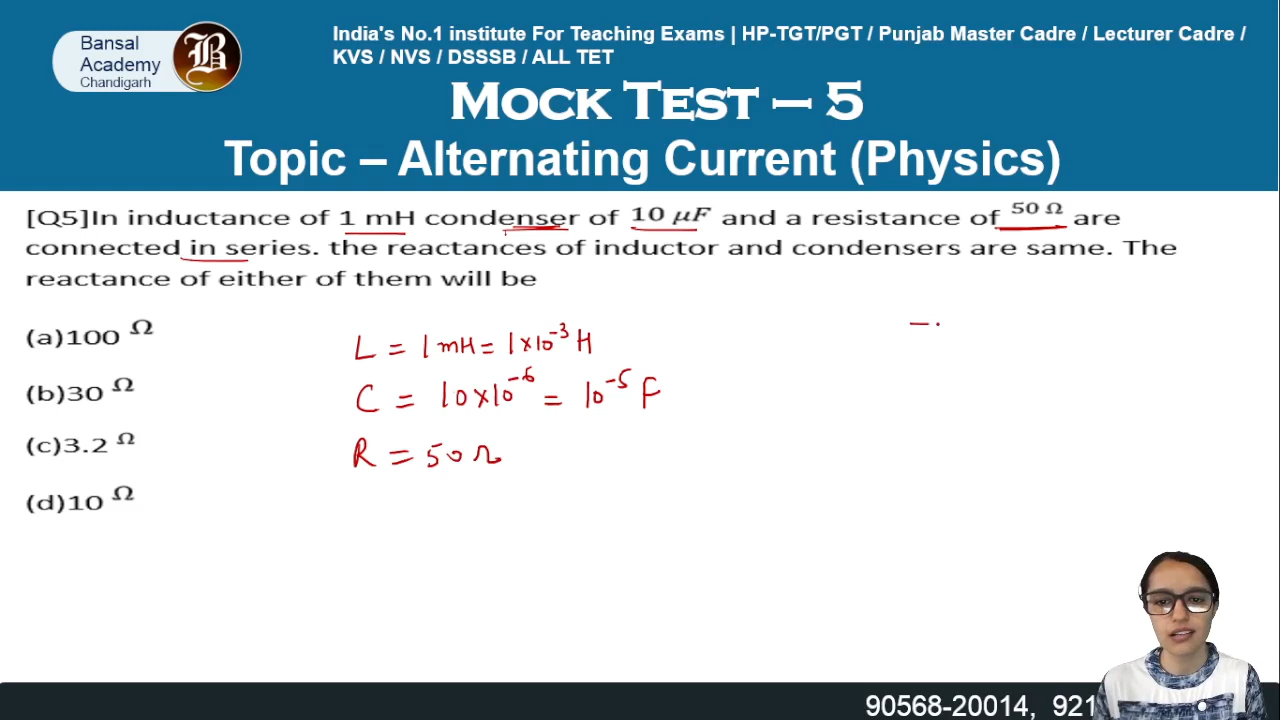 Bansal
Academy
Chandigarh
B
India's No.1 institute For Teaching Exams | HP-TGT/PGT / Punjab Master Cadre / Lecturer Cadre /
KVS / NVS / DSSSB / ALL TET
Mock Test – 5
Topic – Alternating Current (Physics)
[Q5]In inductance of 1 mH condenser of 10 μF and a resistance of 50 Ω are
connected in series. the reactances of inductor and condensers are same. The
reactance of either of them will be
(a)100 Ω
(b)30 Ω
(c)3.2 Ω
(d)10 Ω
L = 1 mH = 1×10⁻³ H
C = 10×10⁻⁶ = 10⁻⁵ F
R = 50 Ω
90568-20014, 921